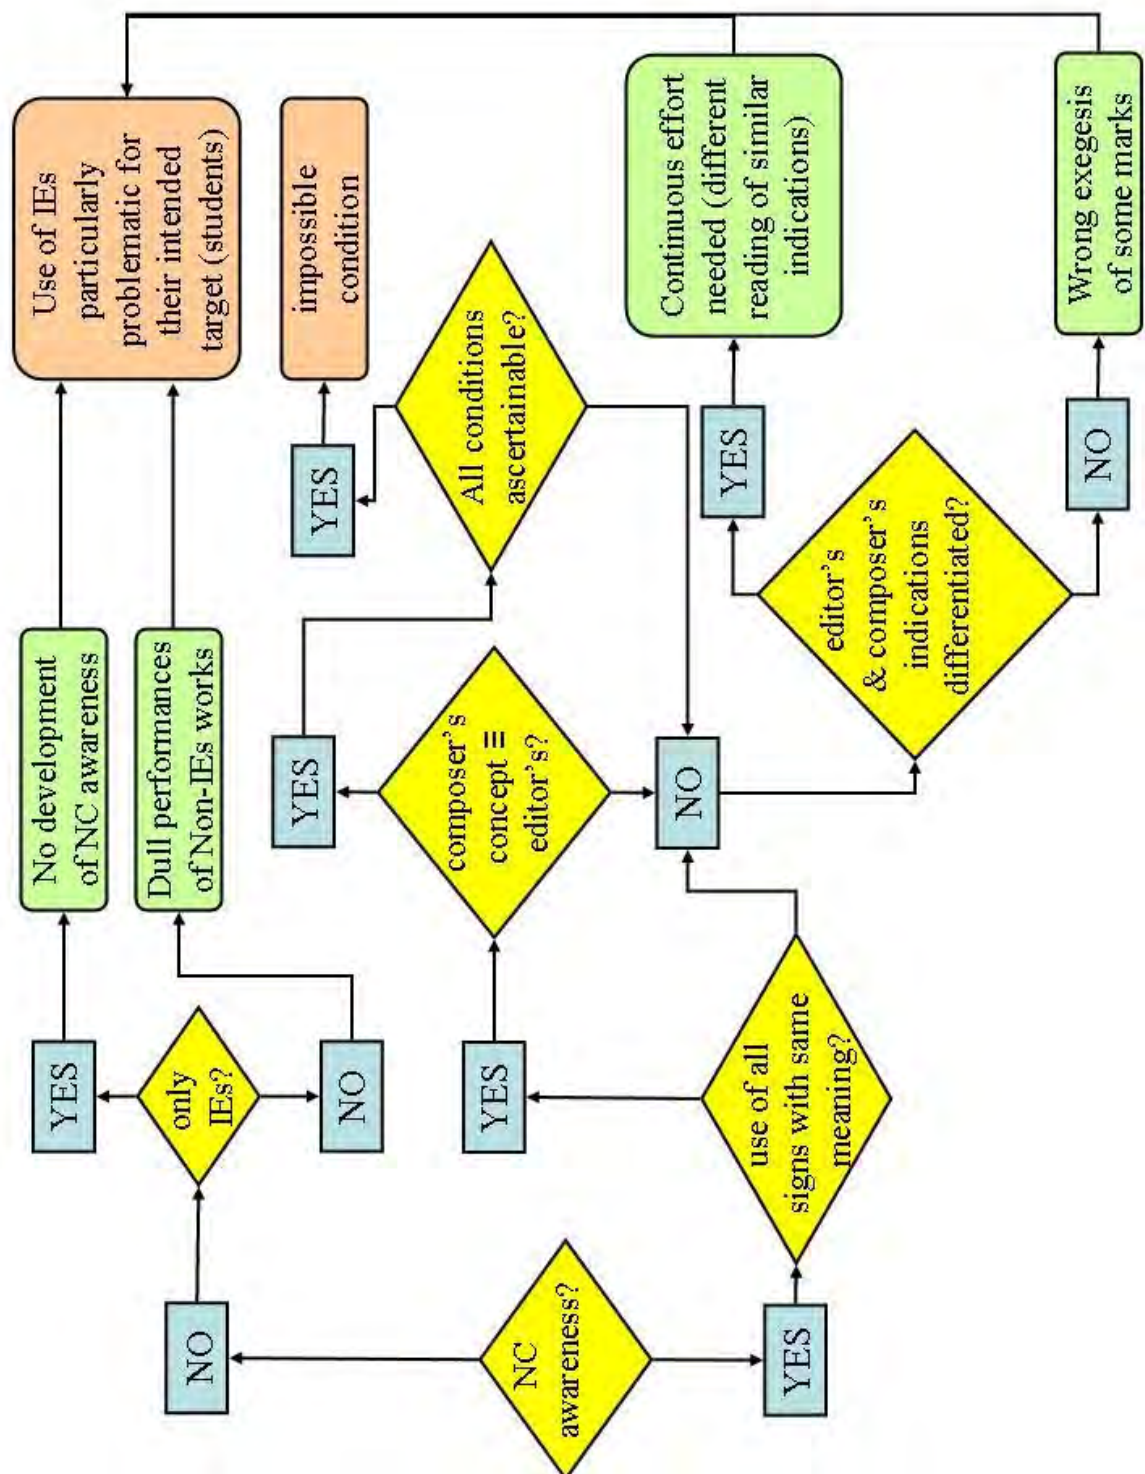 NC
awareness?
NO
YES
only
IEs?
YES
NO
No development
of NC awareness
Dull performances
of Non-IEs works
Use of IEs
particularly
problematic for
their intended
target (students)
use of all
signs with same
meaning?
YES
NO
composer's
concept ≡
editor's?
YES
All conditions
ascertainable?
YES
impossible
condition
editor's
& composer's
indications
differentiated?
YES
NO
Continuous effort
needed (different
reading of similar
indications)
Wrong exegesis
of some marks